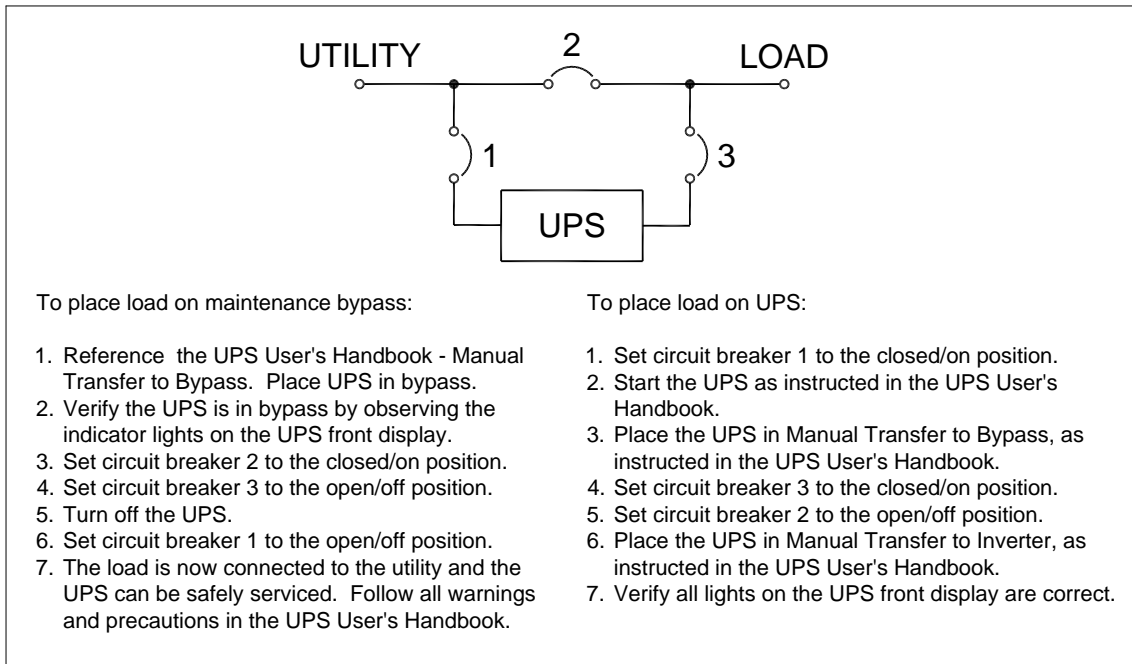 UTILITY
2
LOAD
1
3
UPS
To place load on maintenance bypass:
1. Reference the UPS User's Handbook - Manual
Transfer to Bypass. Place UPS in bypass.
2. Verify the UPS is in bypass by observing the
indicator lights on the UPS front display.
3. Set circuit breaker 2 to the closed/on position.
4. Set circuit breaker 3 to the open/off position.
5. Turn off the UPS.
6. Set circuit breaker 1 to the open/off position.
7. The load is now connected to the utility and the
UPS can be safely serviced. Follow all warnings
and precautions in the UPS User's Handbook.
To place load on UPS:
1. Set circuit breaker 1 to the closed/on position.
2. Start the UPS as instructed in the UPS User's
Handbook.
3. Place the UPS in Manual Transfer to Bypass, as
instructed in the UPS User's Handbook.
4. Set circuit breaker 3 to the closed/on position.
5. Set circuit breaker 2 to the open/off position.
6. Place the UPS in Manual Transfer to Inverter, as
instructed in the UPS User's Handbook.
7. Verify all lights on the UPS front display are correct.